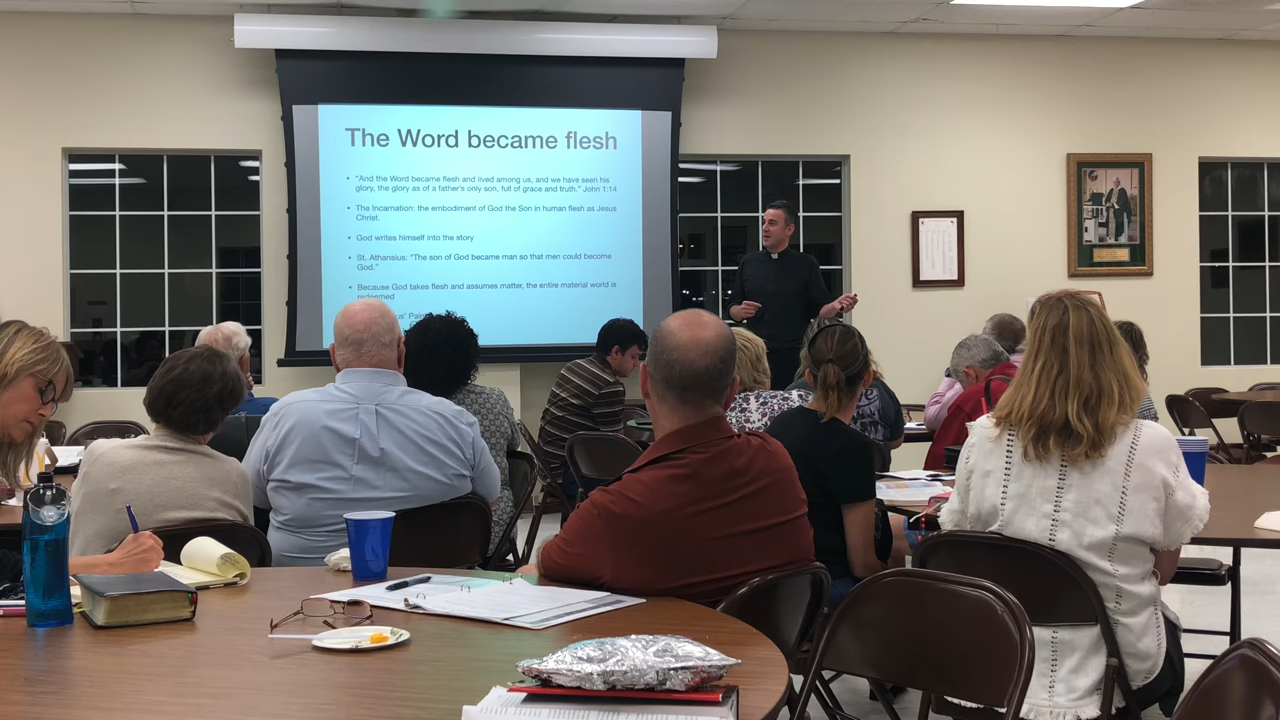 The Word became flesh
• "And the Word became flesh and lived among us, and we have seen his
glory, the glory as of a father's only son, full of grace and truth." John 1:14
• The Incarnation: the embodiment of God the Son in human flesh as Jesus
Christ.
• God writes himself into the story
• St. Athansius: "The son of God became man so that men could become
God."
• Because God takes flesh and assumes matter, the entire material world is
redeemed